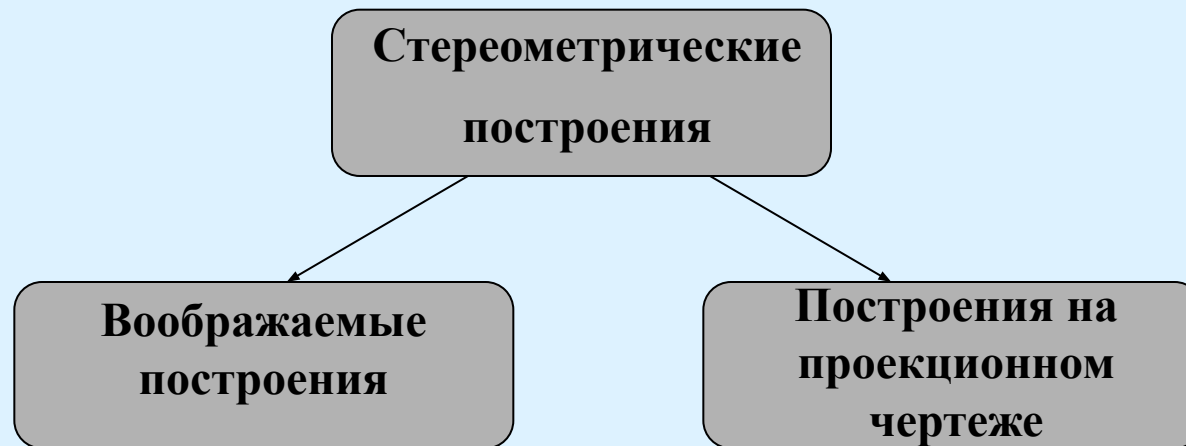 Стереометрические
построения
Воображаемые
построения
Построения на
проекционном
чертеже